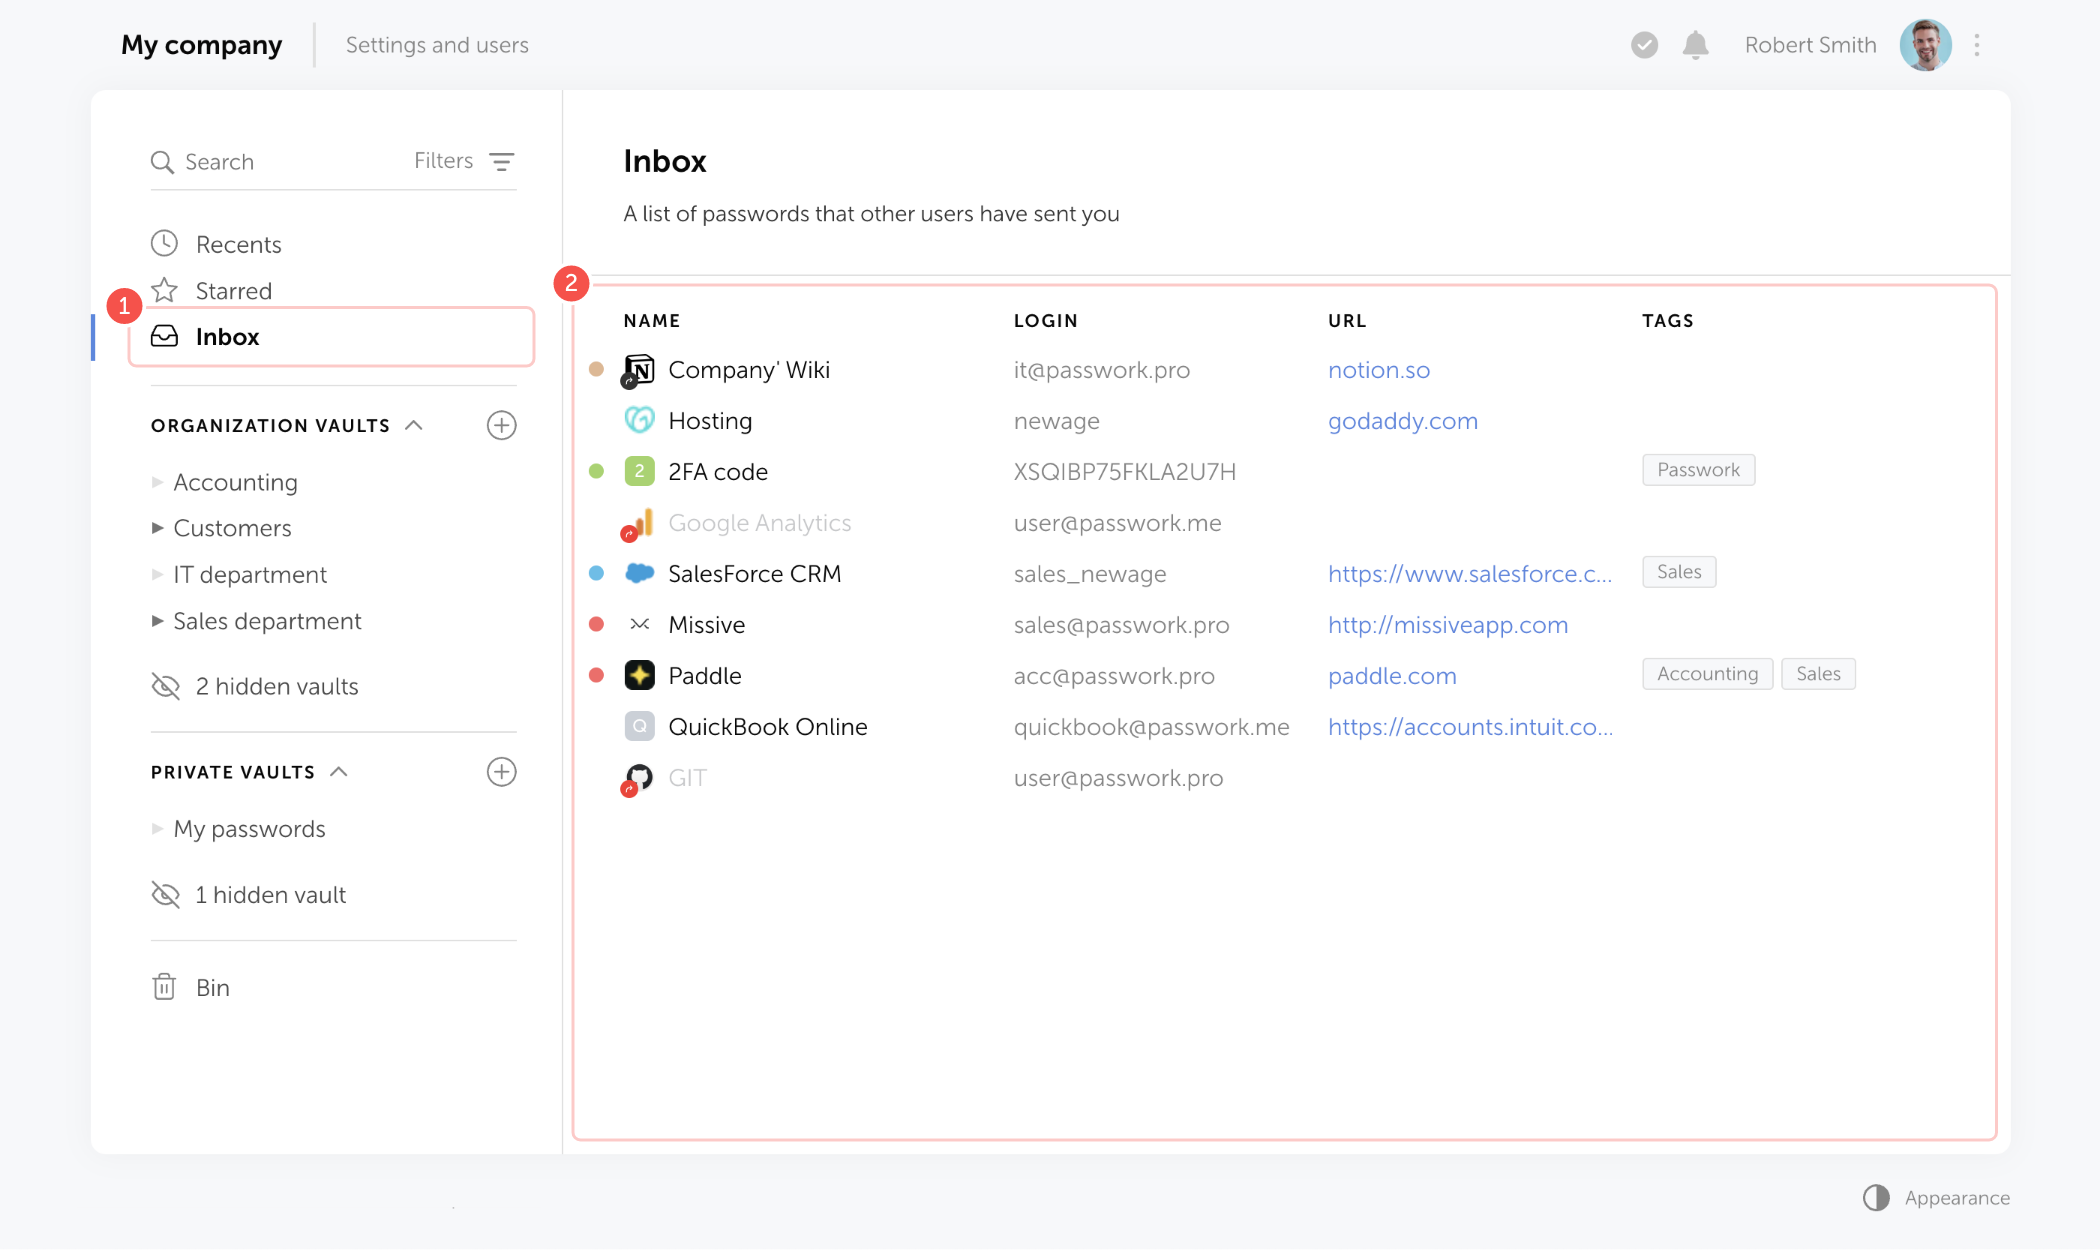 My company
Settings and users
Robert Smith
Search
Filters
Recents
Starred
1
Inbox
ORGANIZATION VAULTS
Accounting
Customers
IT department
Sales department
2 hidden vaults
PRIVATE VAULTS
My passwords
1 hidden vault
Bin
Inbox
A list of passwords that other users have sent you
2
NAME LOGIN URL TAGS
Company' Wiki it@passwork.pro notion.so
Hosting newage godaddy.com
2 2FA code XSQIBP75FKLA2U7H Passwork
Google Analytics user@passwork.me
SalesForce CRM sales_newage https://www.salesforce.c... Sales
Missive sales@passwork.pro http://missiveapp.com
Paddle acc@passwork.pro paddle.com Accounting Sales
Q QuickBook Online quickbook@passwork.me https://accounts.intuit.co...
GIT user@passwork.pro
Appearance